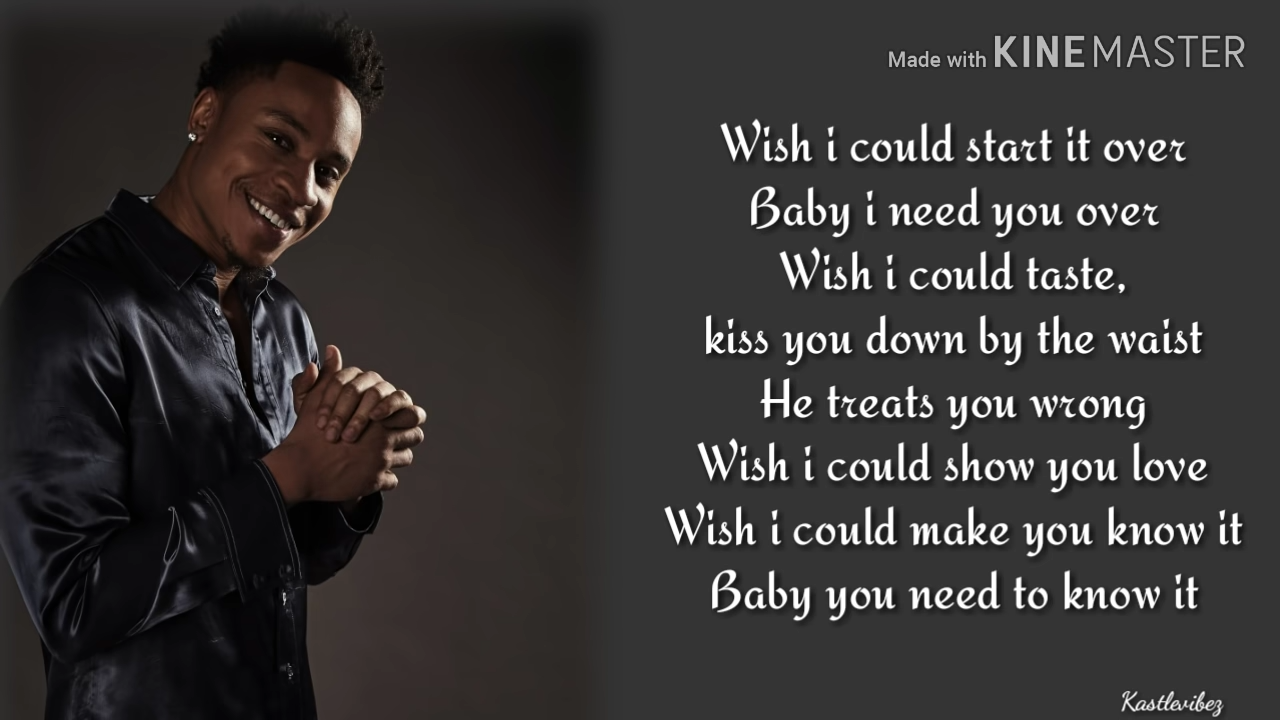 Made with KINEMASTER
Wish i could start it over
Baby i need you over
Wish i could taste,
kiss you down by the waist
He treats you wrong
Wish i could show you love
Wish i could make you know it
Baby you need to know it
Kastlevibez